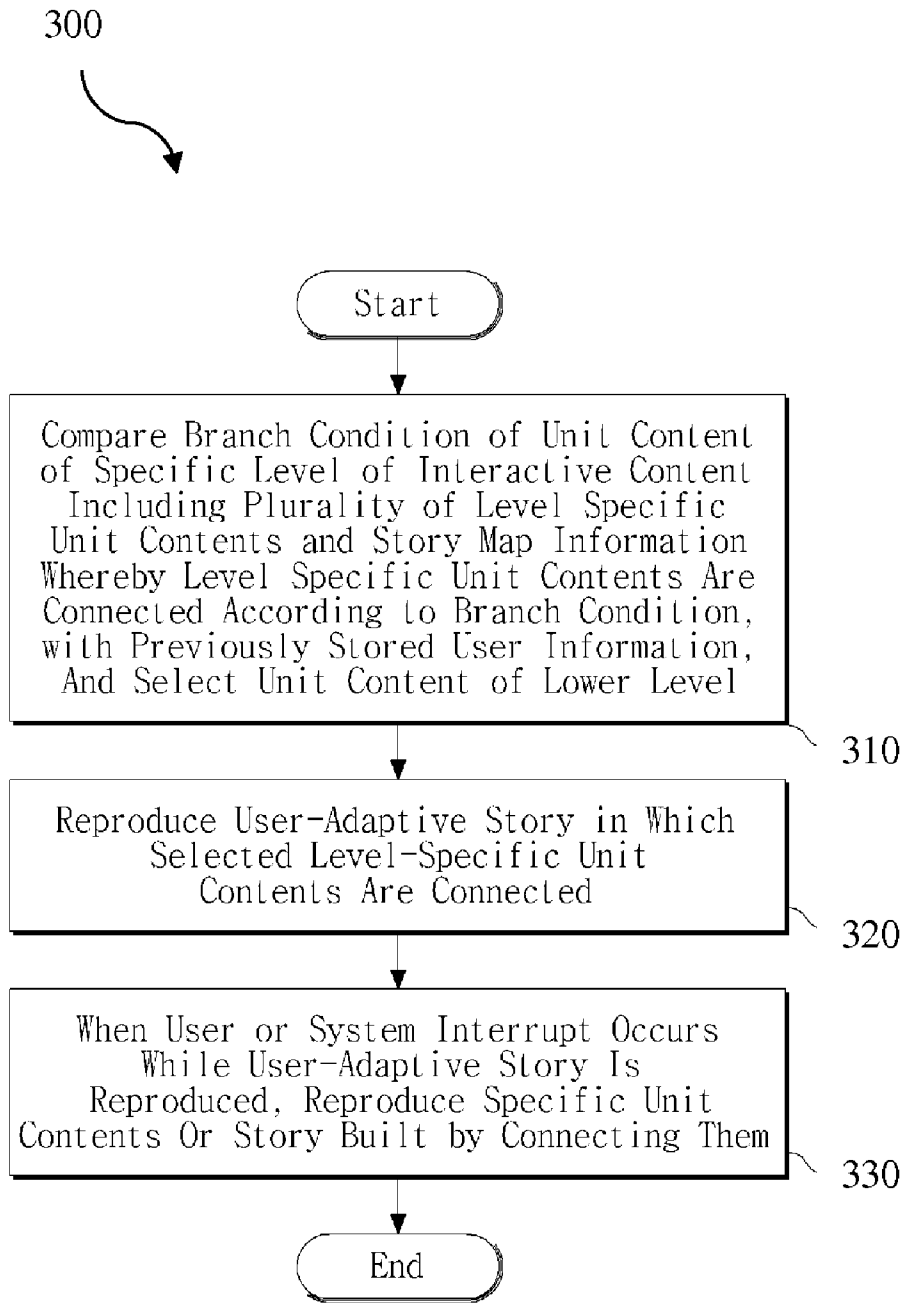 300
Start
Compare Branch Condition of Unit Content
of Specific Level of Interactive Content
Including Plurality of Level Specific
Unit Contents and Story Map Information
Whereby Level Specific Unit Contents Are
Connected According to Branch Condition,
with Previously Stored User Information,
And Select Unit Content of Lower Level
310
Reproduce User-Adaptive Story in Which
Selected Level-Specific Unit
Contents Are Connected
320
When User or System Interrupt Occurs
While User-Adaptive Story Is
Reproduced, Reproduce Specific Unit
Contents Or Story Built by Connecting Them
330
End